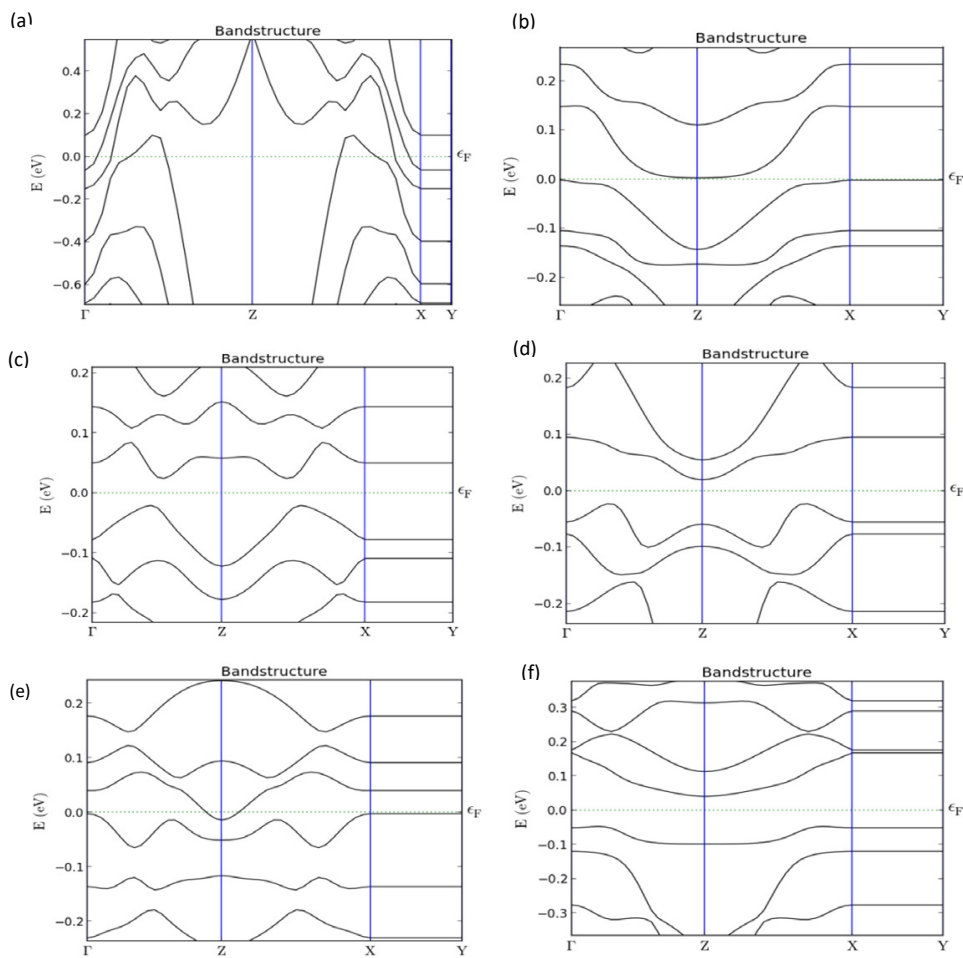 (a)
Bandstructure
E (eV)
0.4
0.2
0.0
−0.2
−0.4
−0.6
ϵF
Γ Z X Y
(b)
Bandstructure
E (eV)
0.2
0.1
0.0
−0.1
−0.2
ϵF
Γ Z X Y
(c)
Bandstructure
E (eV)
0.2
0.1
0.0
−0.1
−0.2
ϵF
Γ Z X Y
(d)
Bandstructure
E (eV)
0.2
0.1
0.0
−0.1
−0.2
ϵF
Γ Z X Y
(e)
Bandstructure
E (eV)
0.2
0.1
0.0
−0.1
−0.2
ϵF
Γ Z X Y
(f)
Bandstructure
E (eV)
0.3
0.2
0.1
0.0
−0.1
−0.2
−0.3
ϵF
Γ Z X Y